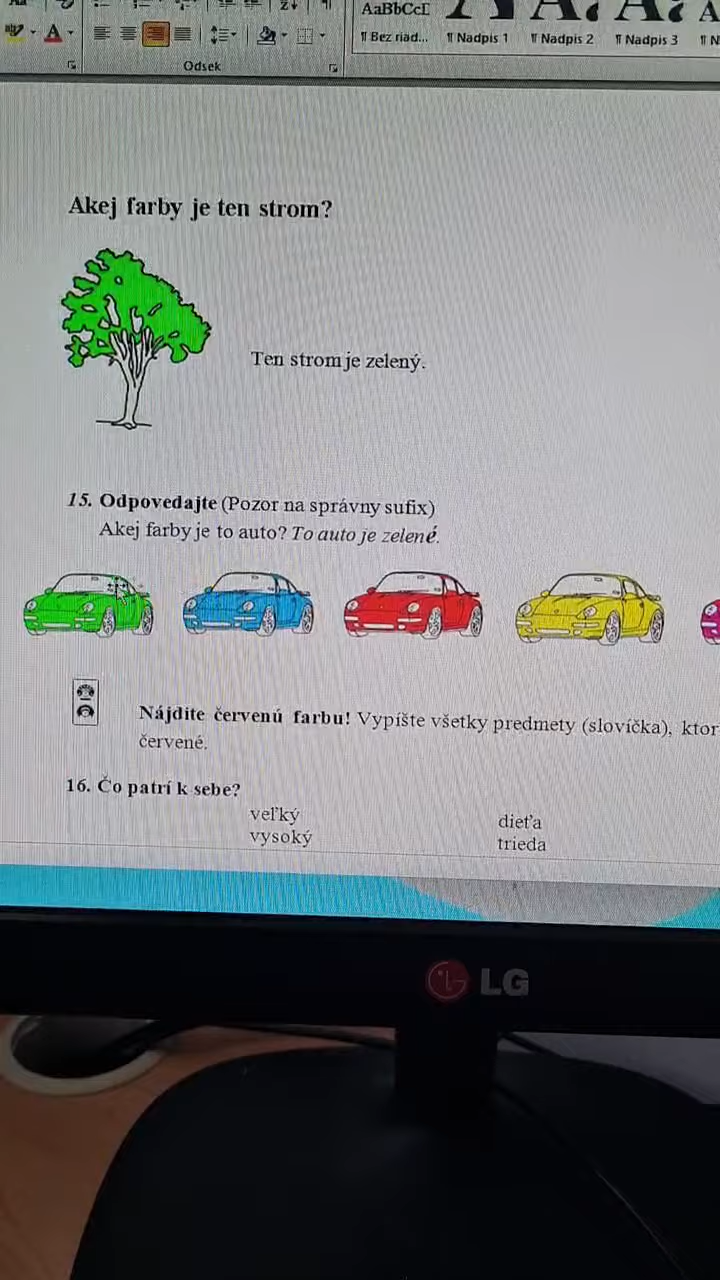 AaBbCcI
¶ Bez riad... ¶ Nadpis 1 ¶ Nadpis 2 ¶ Nadpis 3
Odsek
Akej farby je ten strom?
Ten strom je zelený.
15. Odpovedajte (Pozor na správny sufix)
Akej farby je to auto? To auto je zelené.
Nájdite červenú farbu! Vypíšte všetky predmety (slovíčka),
červené.
16. Čo patrí k sebe?
veľký dieťa
vysoký trieda
LG